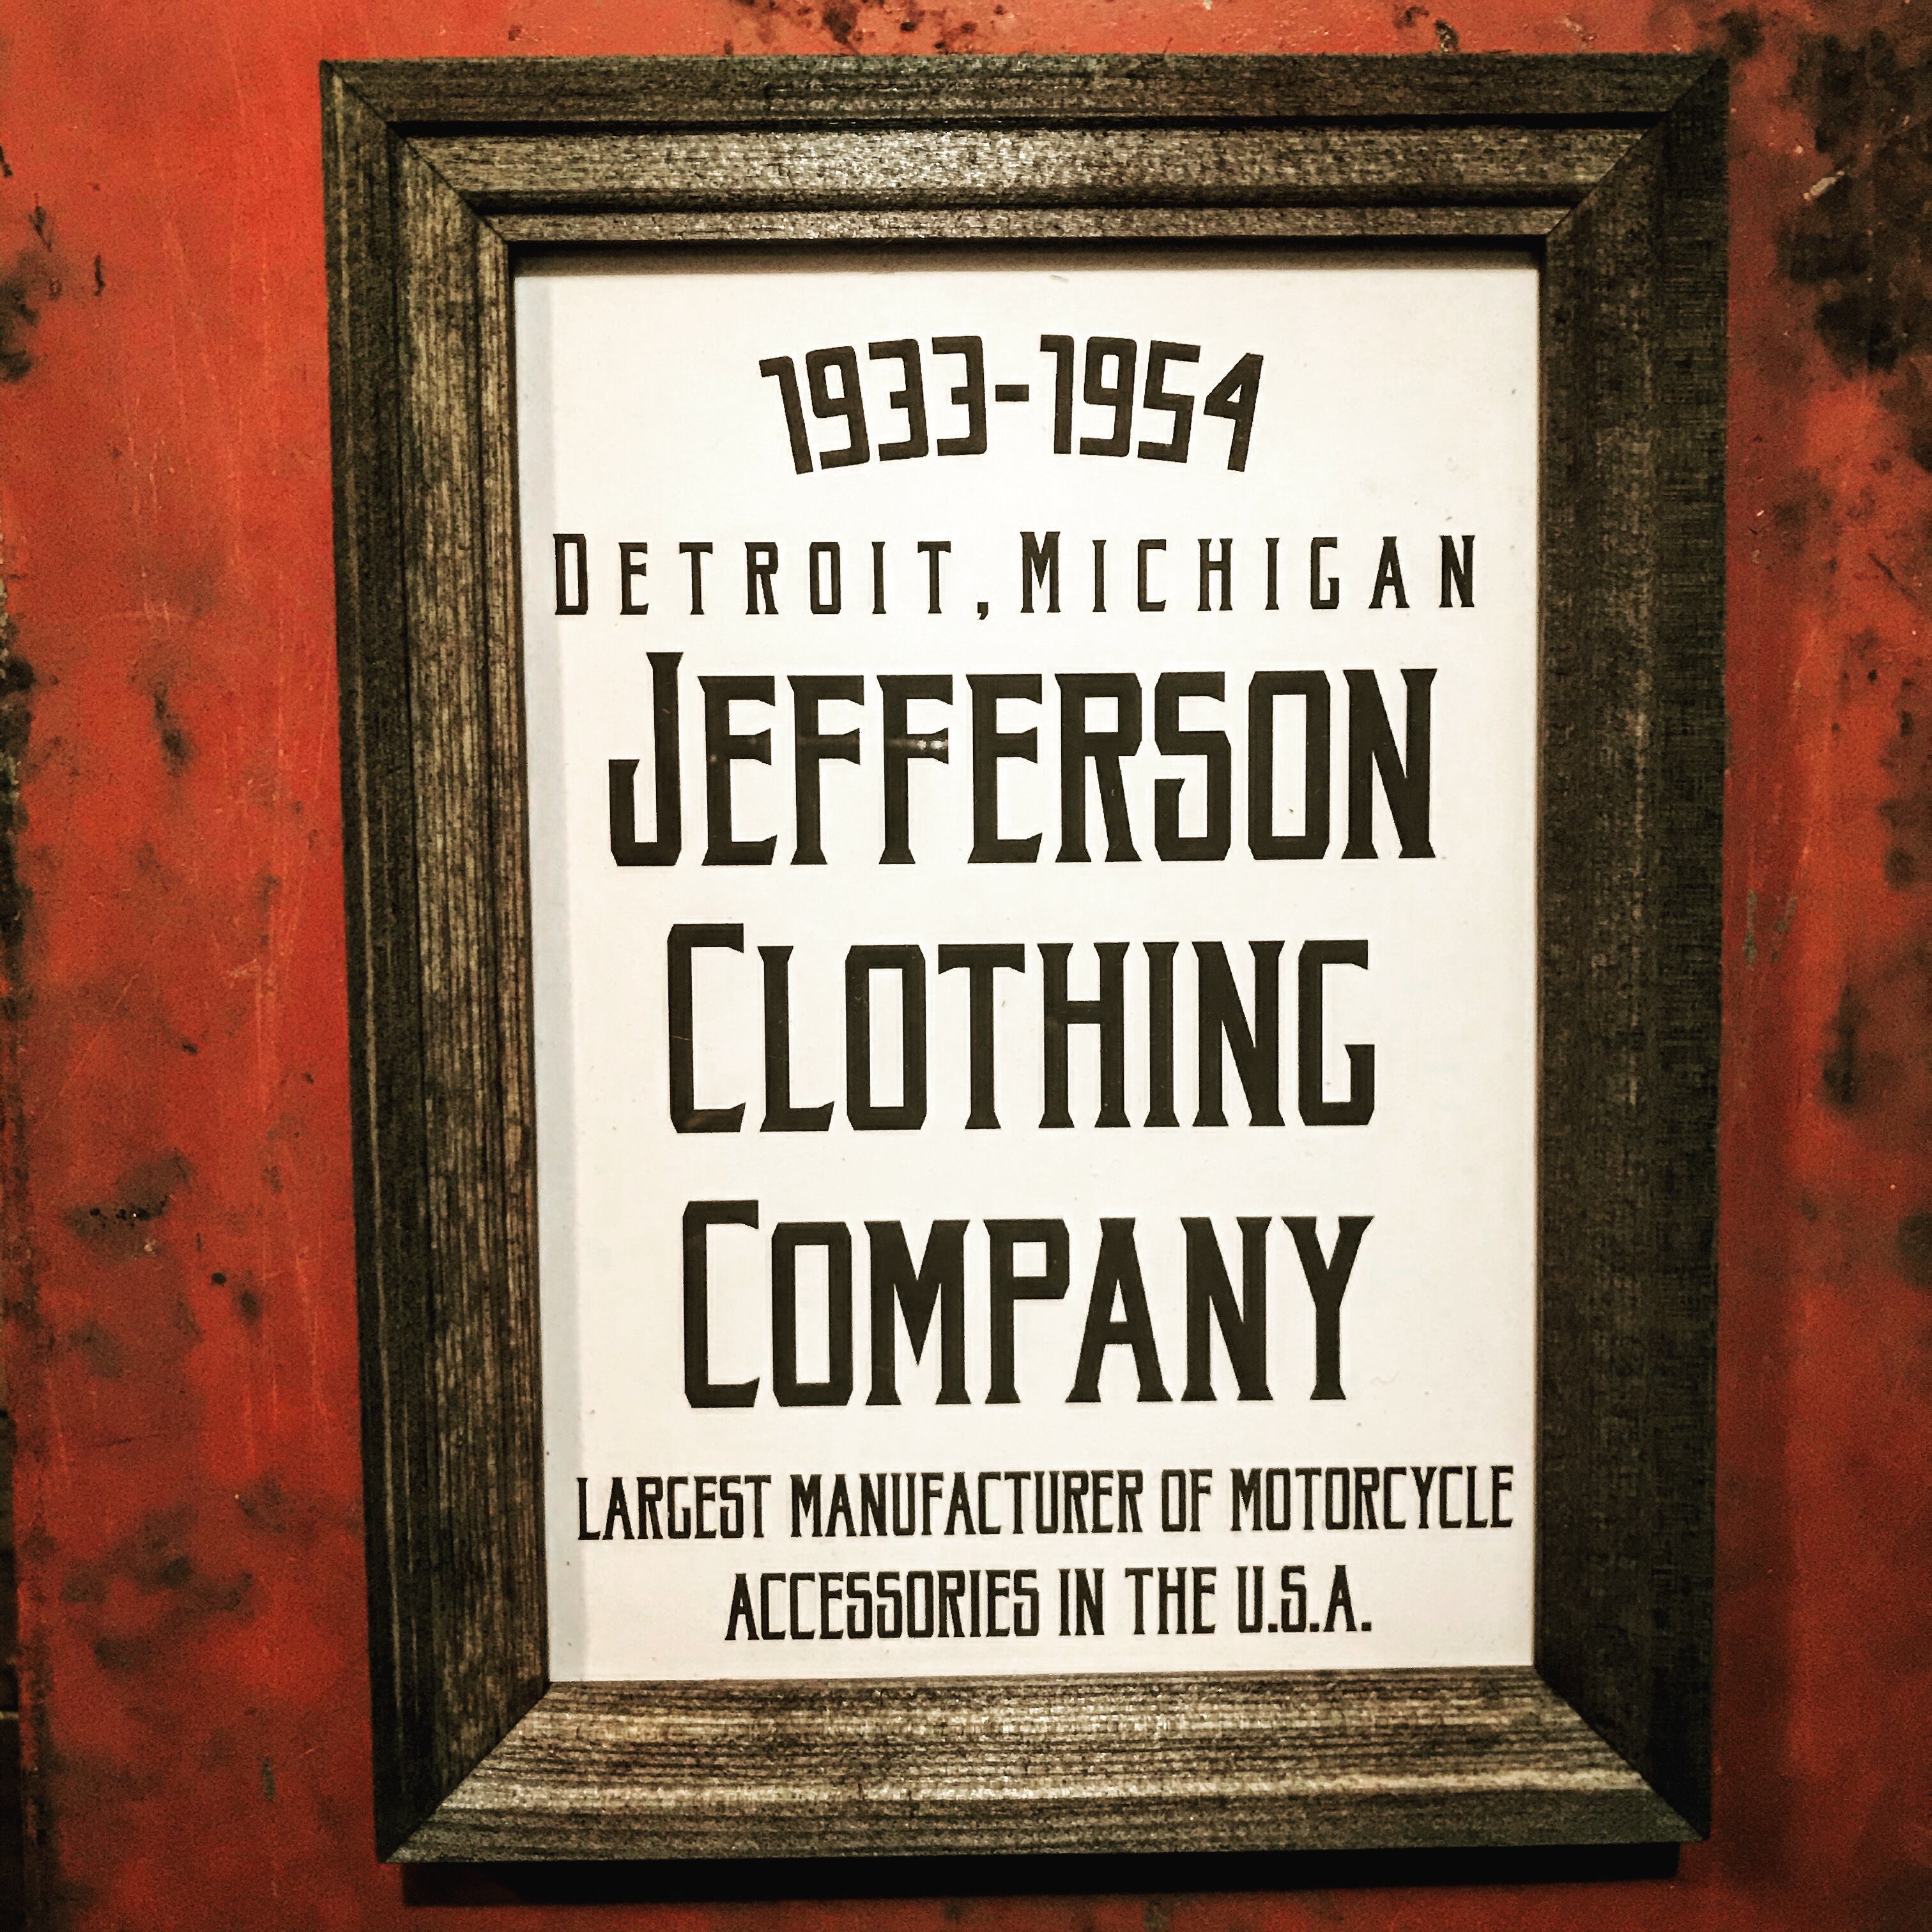 1933-1954
DETROIT, MICHIGAN
JEFFERSON
CLOTHING
COMPANY
LARGEST MANUFACTURER OF MOTORCYCLE
ACCESSORIES IN THE U.S.A.